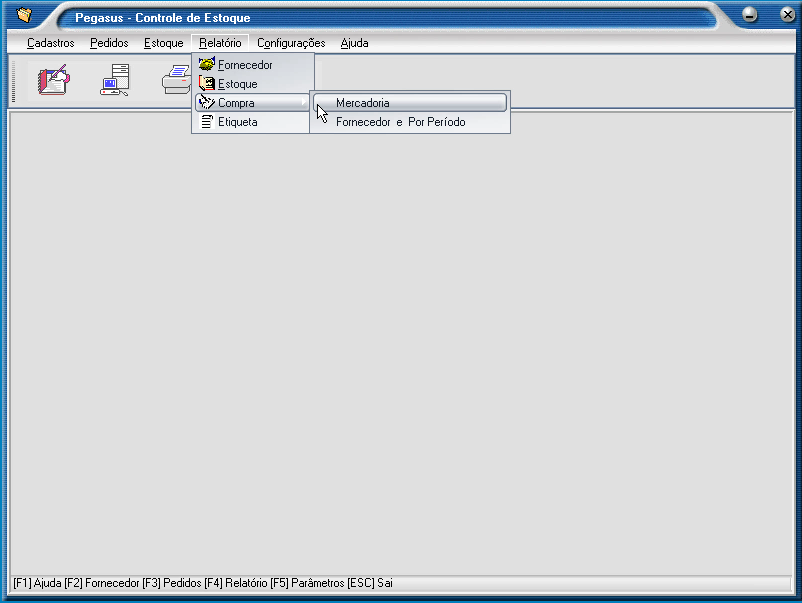 Pegasus - Controle de Estoque
Cadastros Pedidos Estoque Relatório Configurações Ajuda
Fornecedor
Estoque
Compra
Mercadoria
Etiqueta
Fornecedor e Por Período
[F1] Ajuda [F2] Fornecedor [F3] Pedidos [F4] Relatório [F5] Parâmetros [ESC] Sai